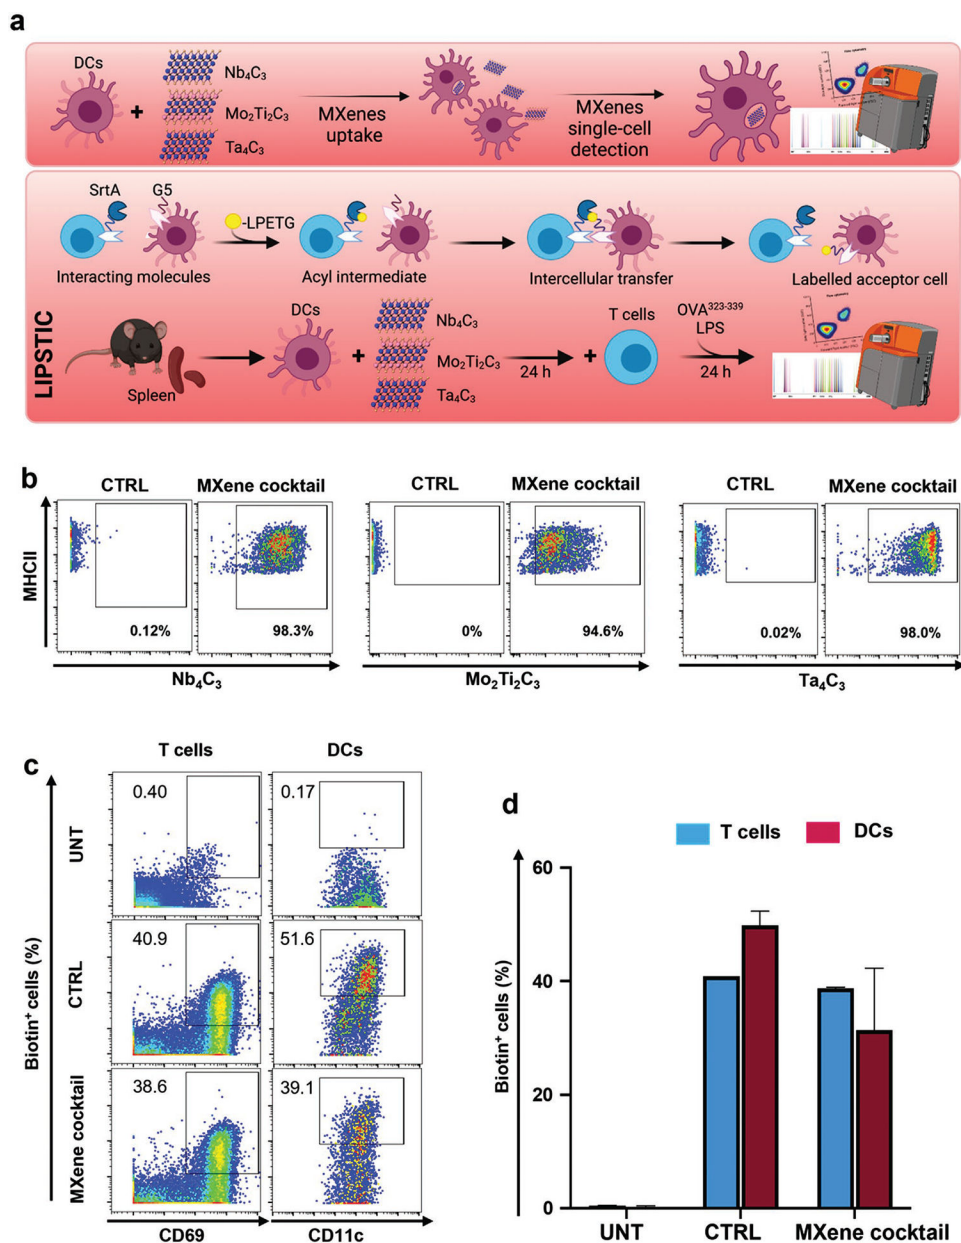 a
DCs
Nb₄C₃
Mo₂Ti₂C₃
Ta₄C₃
MXenes
uptake
MXenes
single-cell
detection
SrtA
G5
-LPETG
Interacting molecules
Acyl intermediate
Intercellular transfer
Labelled acceptor cell
LIPSTIC
Spleen
DCs
Nb₄C₃
Mo₂Ti₂C₃
Ta₄C₃
24 h
T cells
OVA³²³⁻³³⁹
LPS
24 h
b
CTRL
MXene cocktail
CTRL
MXene cocktail
CTRL
MXene cocktail
MHCII
0.12%
98.3%
0%
94.6%
0.02%
98.0%
Nb₄C₃
Mo₂Ti₂C₃
Ta₄C₃
c
T cells
DCs
Biotin⁺ cells (%)
UNT
0.40
0.17
CTRL
40.9
51.6
MXene cocktail
38.6
39.1
CD69
CD11c
d
T cells
DCs
Biotin⁺ cells (%)
60
40
20
0
UNT
CTRL
MXene cocktail